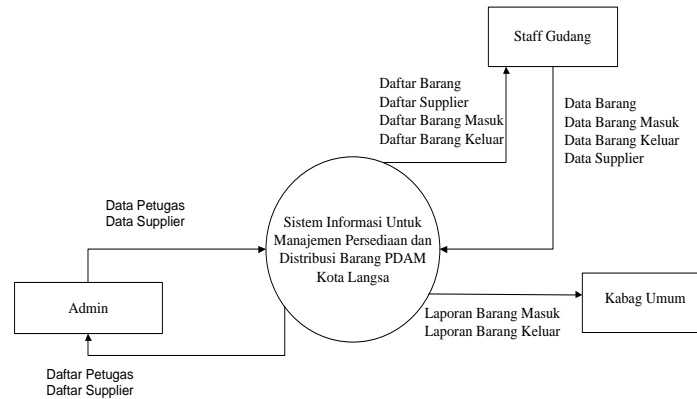 Staff Gudang
Daftar Barang
Daftar Supplier
Daftar Barang Masuk
Daftar Barang Keluar
Data Barang
Data Barang Masuk
Data Barang Keluar
Data Supplier
Data Petugas
Data Supplier
Sistem Informasi Untuk
Manajemen Persediaan dan
Distribusi Barang PDAM
Kota Langsa
Admin
Kabag Umum
Laporan Barang Masuk
Laporan Barang Keluar
Daftar Petugas
Daftar Supplier